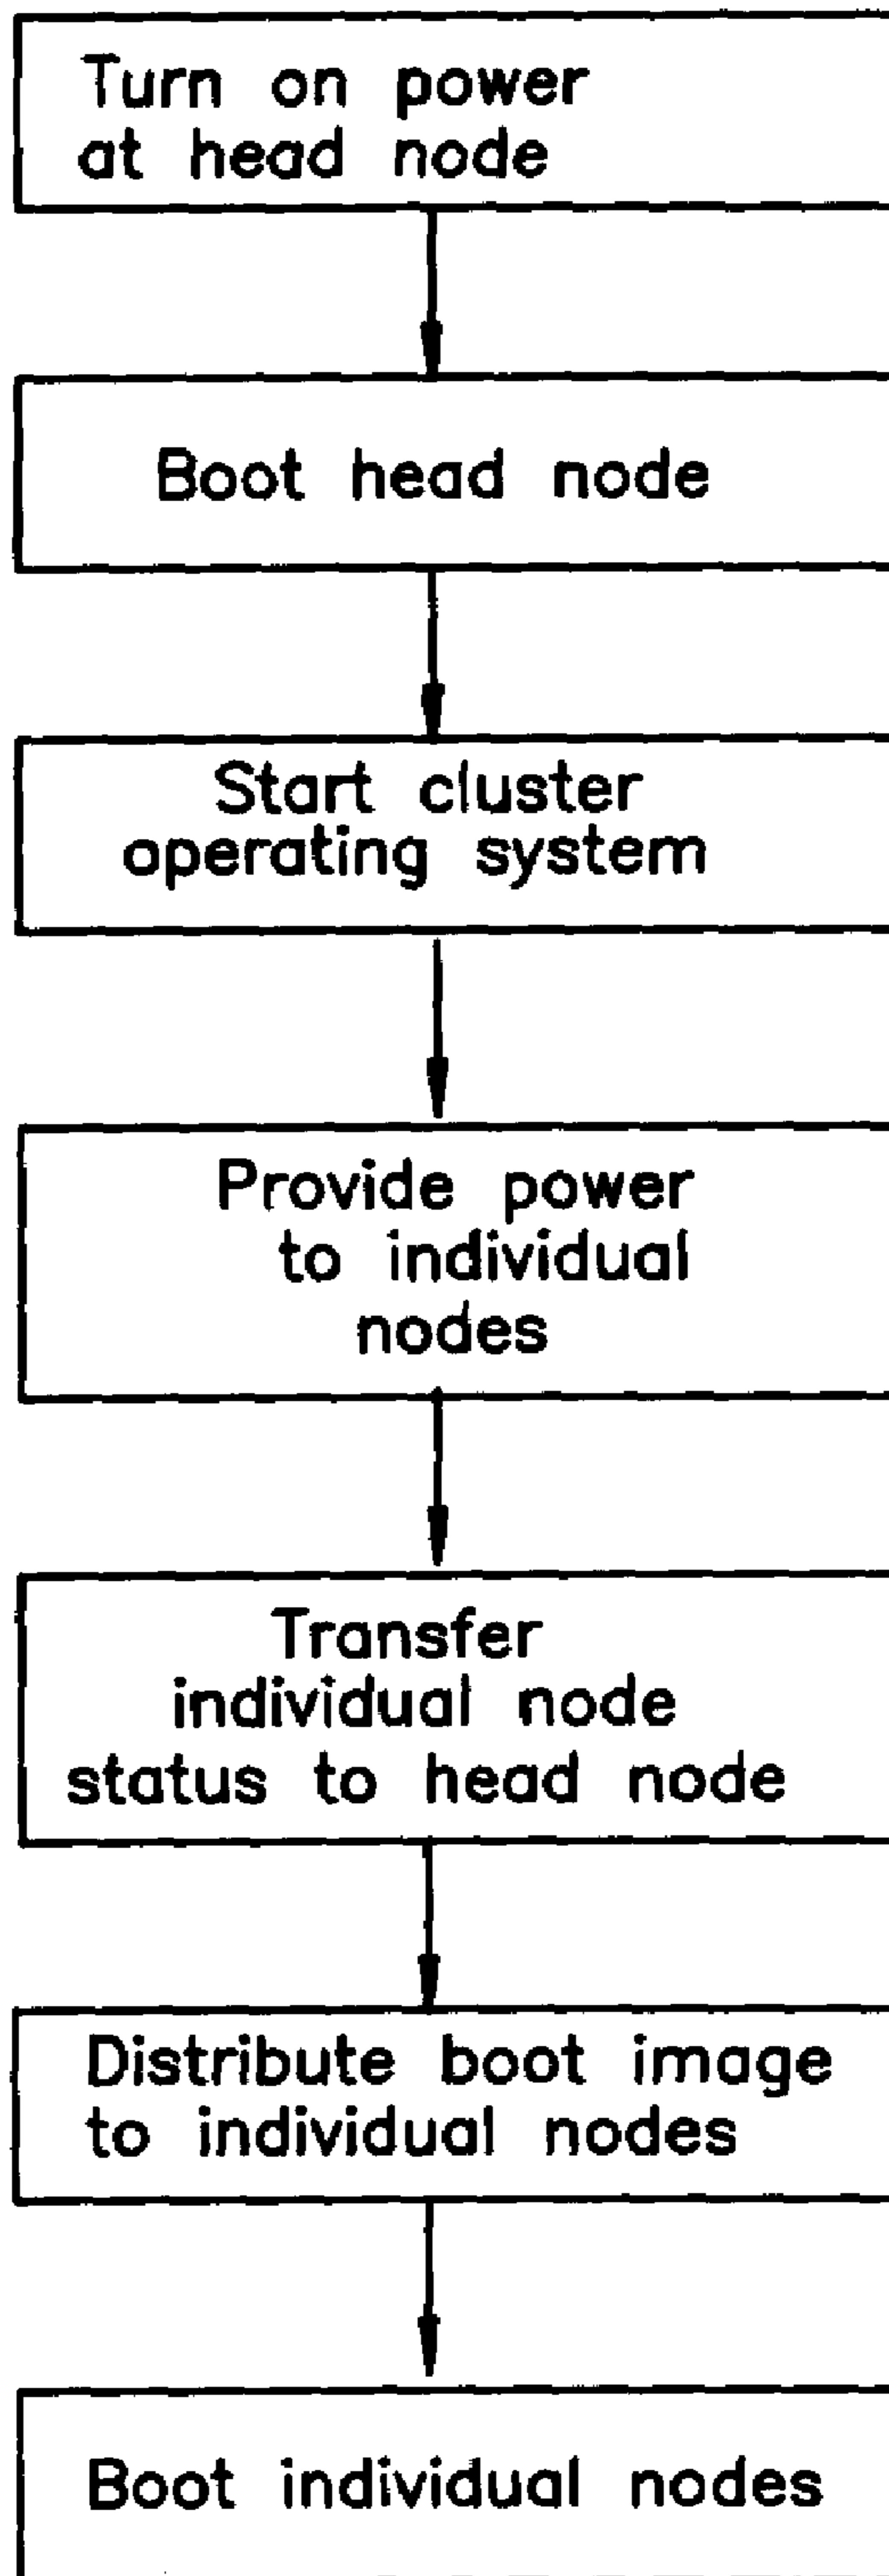 Turn on power
at head node
Boot head node
Start cluster
operating system
Provide power
to individual
nodes
Transfer
individual node
status to head node
Distribute boot image
to individual nodes
Boot individual nodes